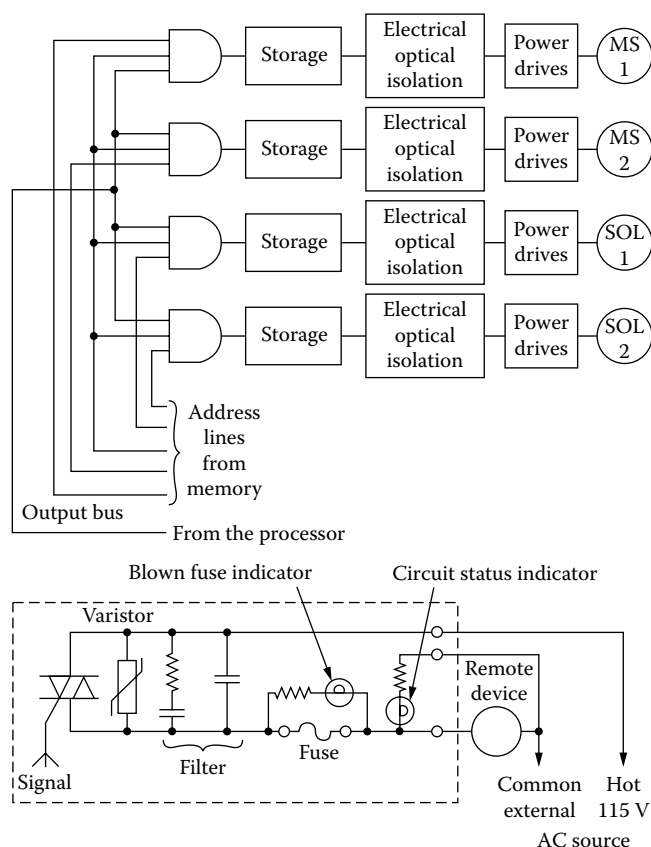 Electrical
optical
isolation
Storage
Power
drives
MS
1
Electrical
optical
isolation
Storage
Power
drives
MS
2
Electrical
optical
isolation
Storage
Power
drives
SOL
1
Electrical
optical
isolation
Storage
Power
drives
SOL
2
Address
lines
from
memory
Output bus
From the processor
Blown fuse indicator
Circuit status indicator
Varistor
Remote
device
Signal
Filter
Fuse
Common
external
Hot
115 V
AC source